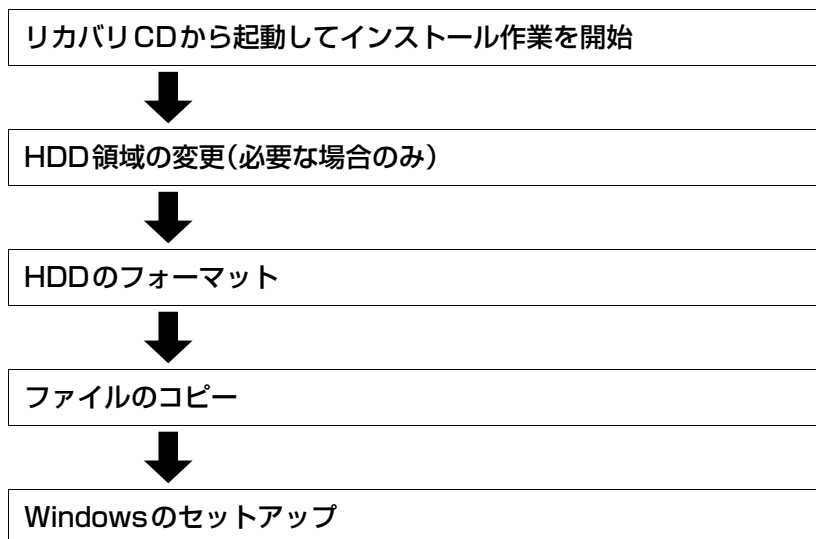 リカバリCDから起動してインストール作業を開始
HDD領域の変更(必要な場合のみ)
HDDのフォーマット
ファイルのコピー
Windowsのセットアップ